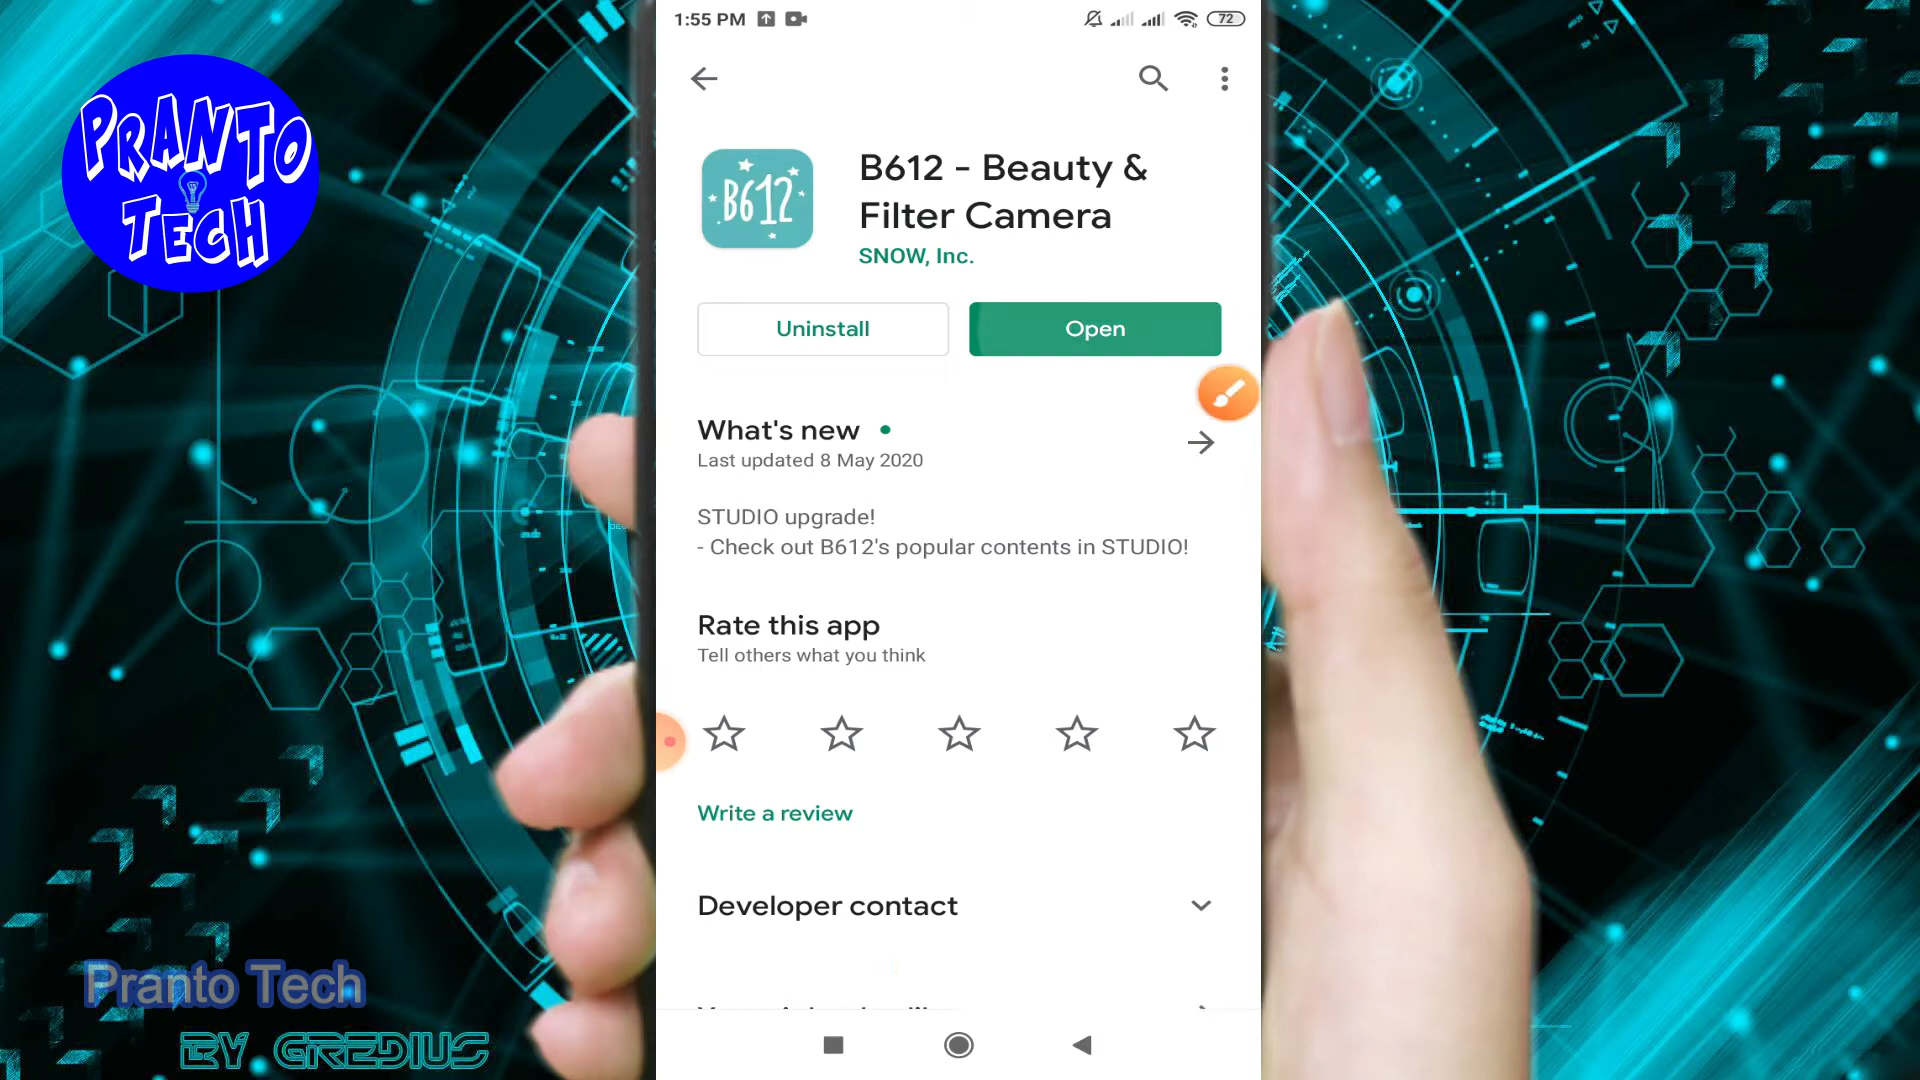 PRANTO
TECH
1:55 PM
72
B612
B612 - Beauty &
Filter Camera
SNOW, Inc.
Uninstall
Open
What's new
Last updated 8 May 2020
STUDIO upgrade!
- Check out B612's popular contents in STUDIO!
Rate this app
Tell others what you think
Write a review
Developer contact
Pranto Tech
BY GREDIUS